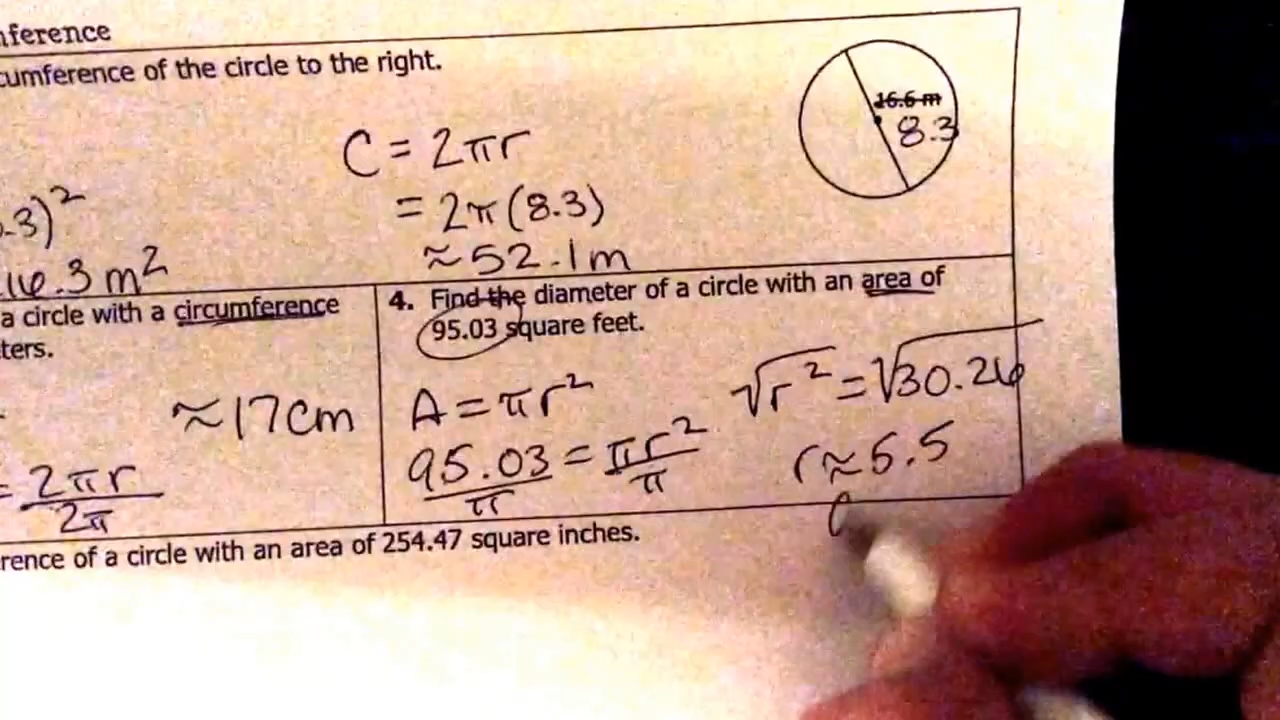 nference
cumference of the circle to the right.
16.6 m
8.3
C = 2πr
= 2π(8.3)
≈ 52.1m
.3)²
16.3 m²
a circle with a circumference
ters.
≈17cm
= 2πr
2π
4. Find the diameter of a circle with an area of
95.03 square feet.
A = πr²
95.03 = πr²
π π
√r² = √30.26
r ≈ 5.5
rence of a circle with an area of 254.47 square inches.